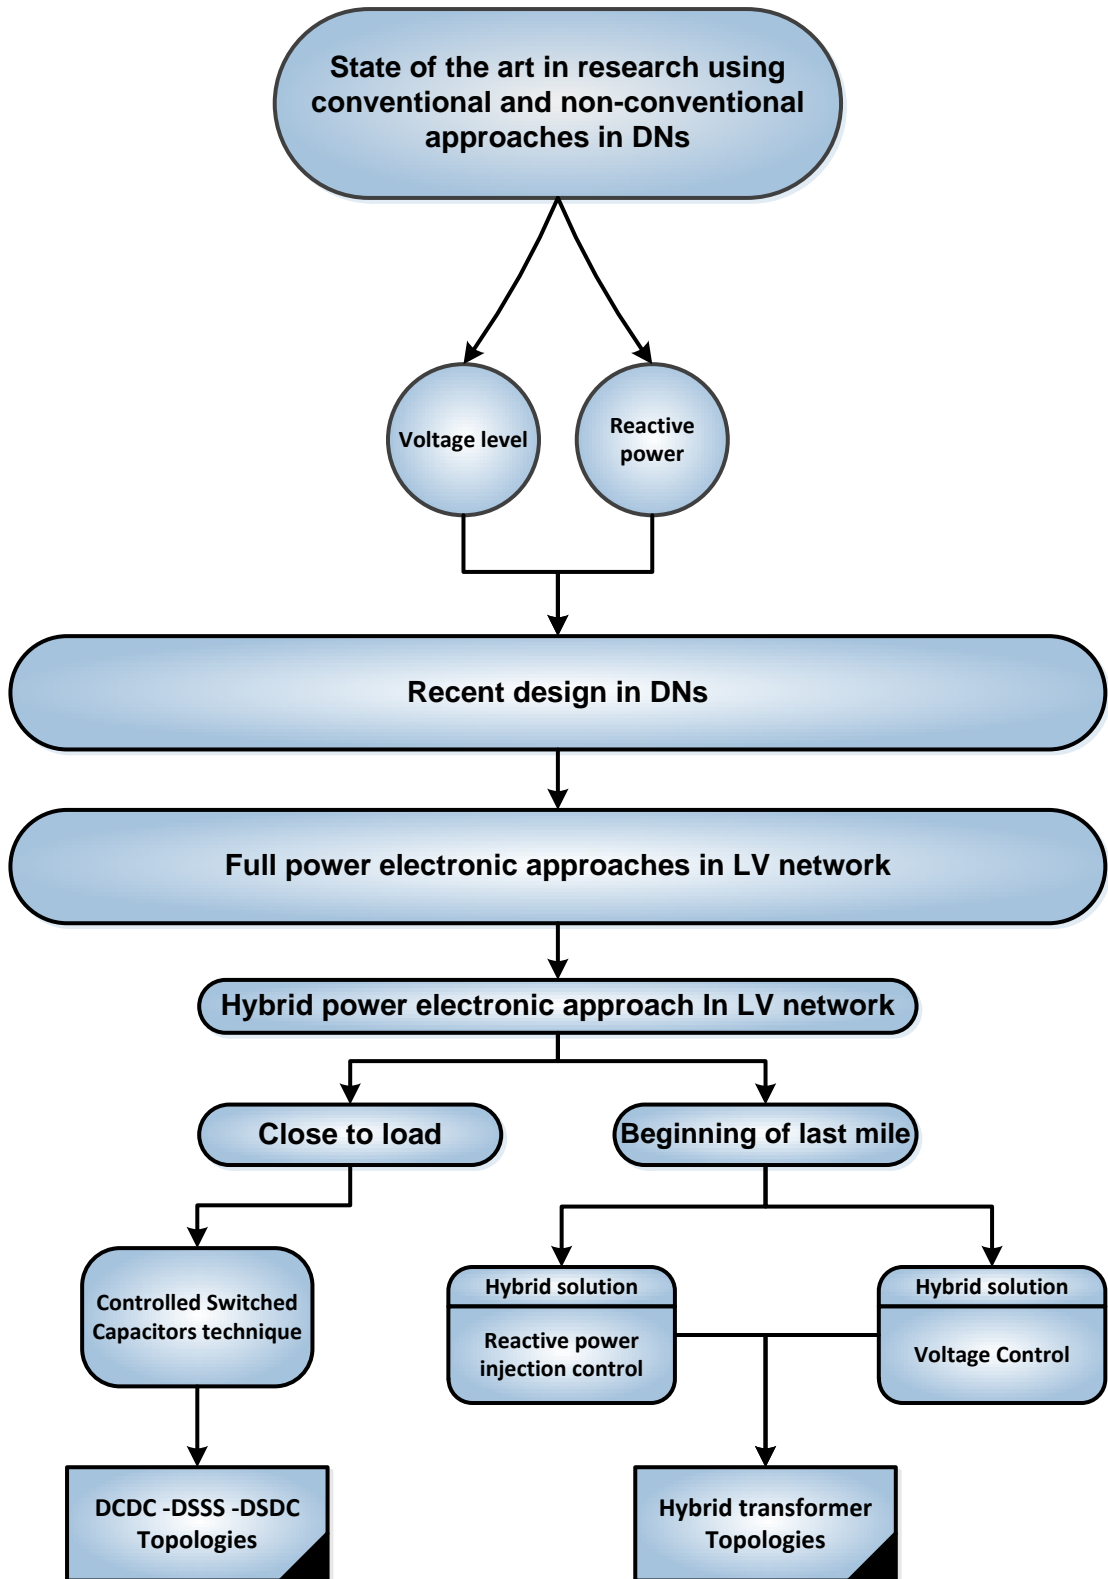 State of the art in research using
conventional and non-conventional
approaches in DNs
Voltage level
Reactive
power
Recent design in DNs
Full power electronic approaches in LV network
Hybrid power electronic approach In LV network
Close to load
Beginning of last mile
Controlled Switched
Capacitors technique
Hybrid solution
Reactive power
injection control
Hybrid solution
Voltage Control
DCDC -DSSS -DSDC
Topologies
Hybrid transformer
Topologies